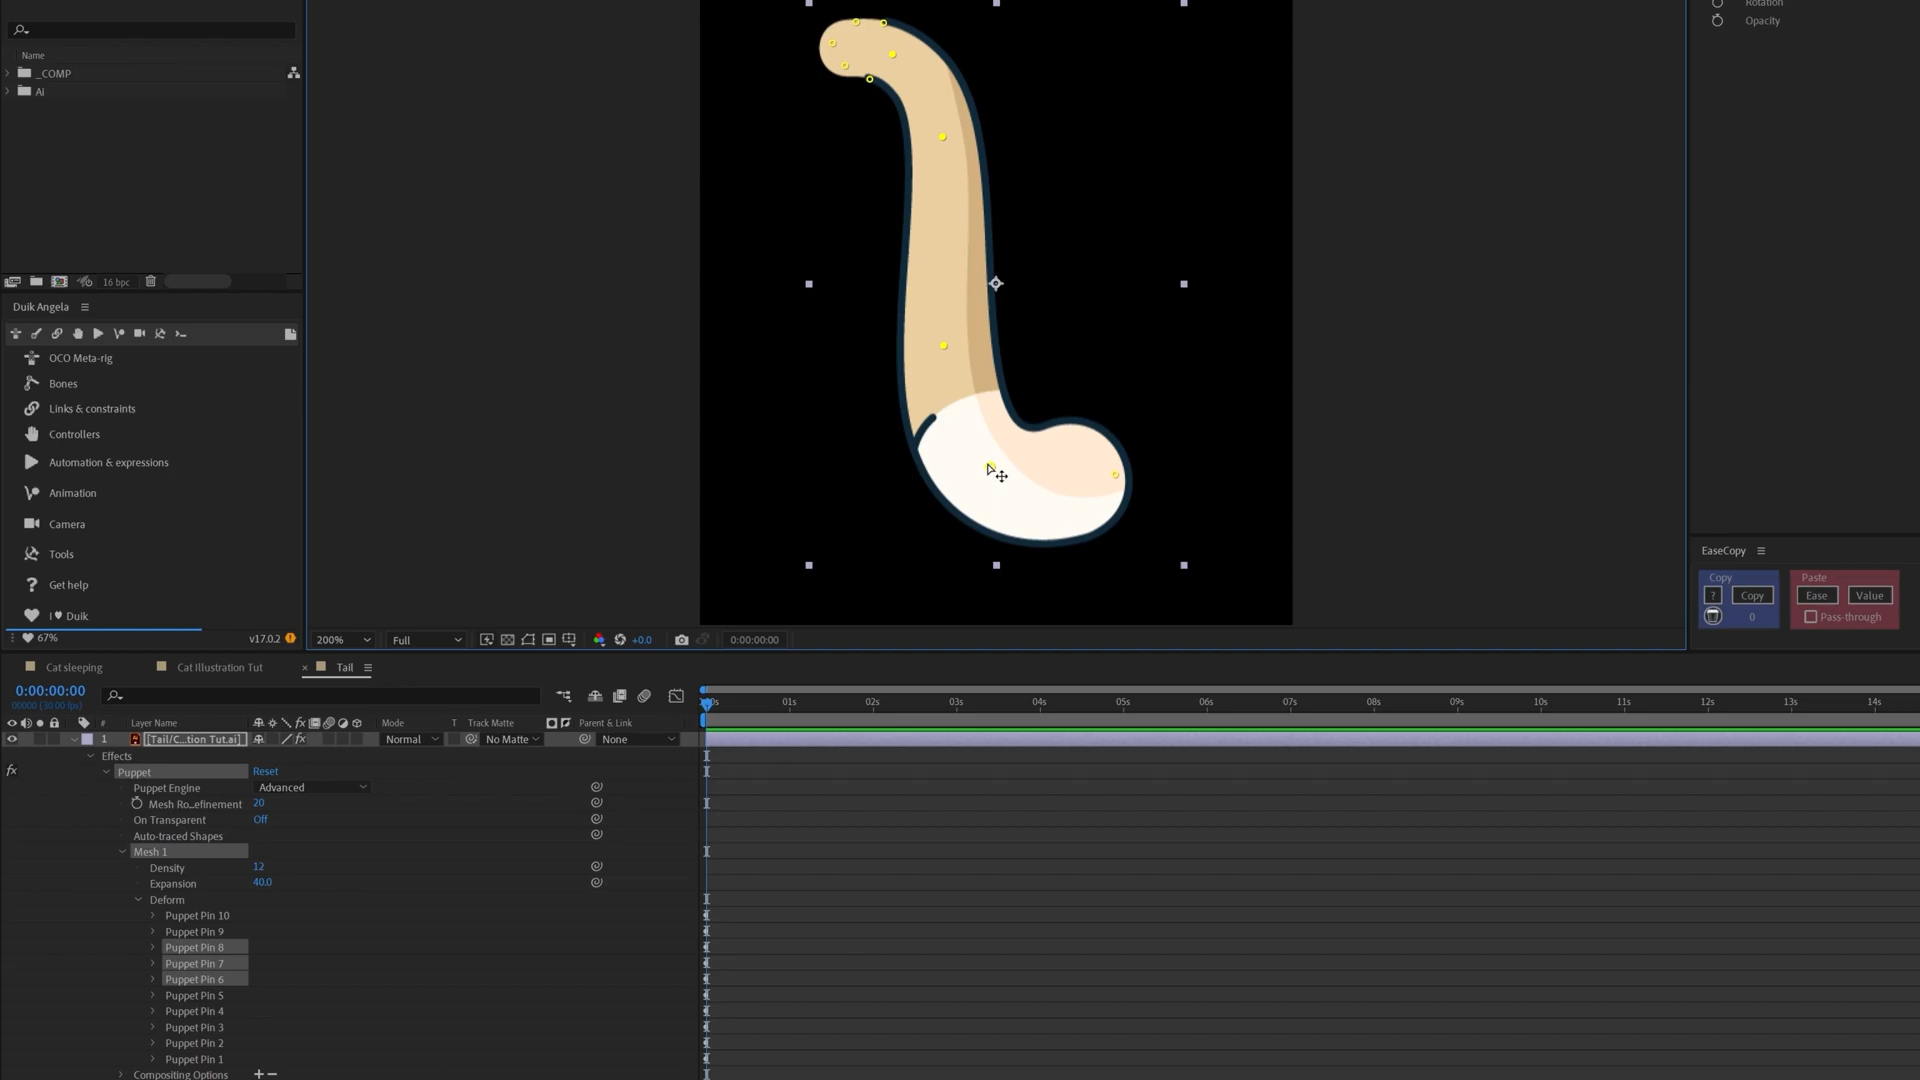 Name
_COMP
Ai
16 bpc
Duik Angela
OCO Meta-rig
Bones
Links & constraints
Controllers
Automation & expressions
Animation
Camera
Tools
Get help
I ♥ Duik
67%
v17.0.2
Rotation
Opacity
EaseCopy
Copy
Paste
? Copy
Ease Value
0
Pass-through
200%
Full
+0.0
0:00:00:00
Cat sleeping
Cat Illustration Tut
× Tail
0:00:00:00
00000 (30.00 fps)
00s 01s 02s 03s 04s 05s 06s 07s 08s 09s 10s 11s 12s 13s 14s
# Layer Name fx Mode T Track Matte Parent & Link
1 [Tail/C...tion Tut.ai] fx Normal No Matte None
Effects
fx Puppet Reset
Puppet Engine Advanced
Mesh Ro...efinement 20
On Transparent Off
Auto-traced Shapes
Mesh 1
Density 12
Expansion 40.0
Deform
Puppet Pin 10
Puppet Pin 9
Puppet Pin 8
Puppet Pin 7
Puppet Pin 6
Puppet Pin 5
Puppet Pin 4
Puppet Pin 3
Puppet Pin 2
Puppet Pin 1
Compositing Options + −